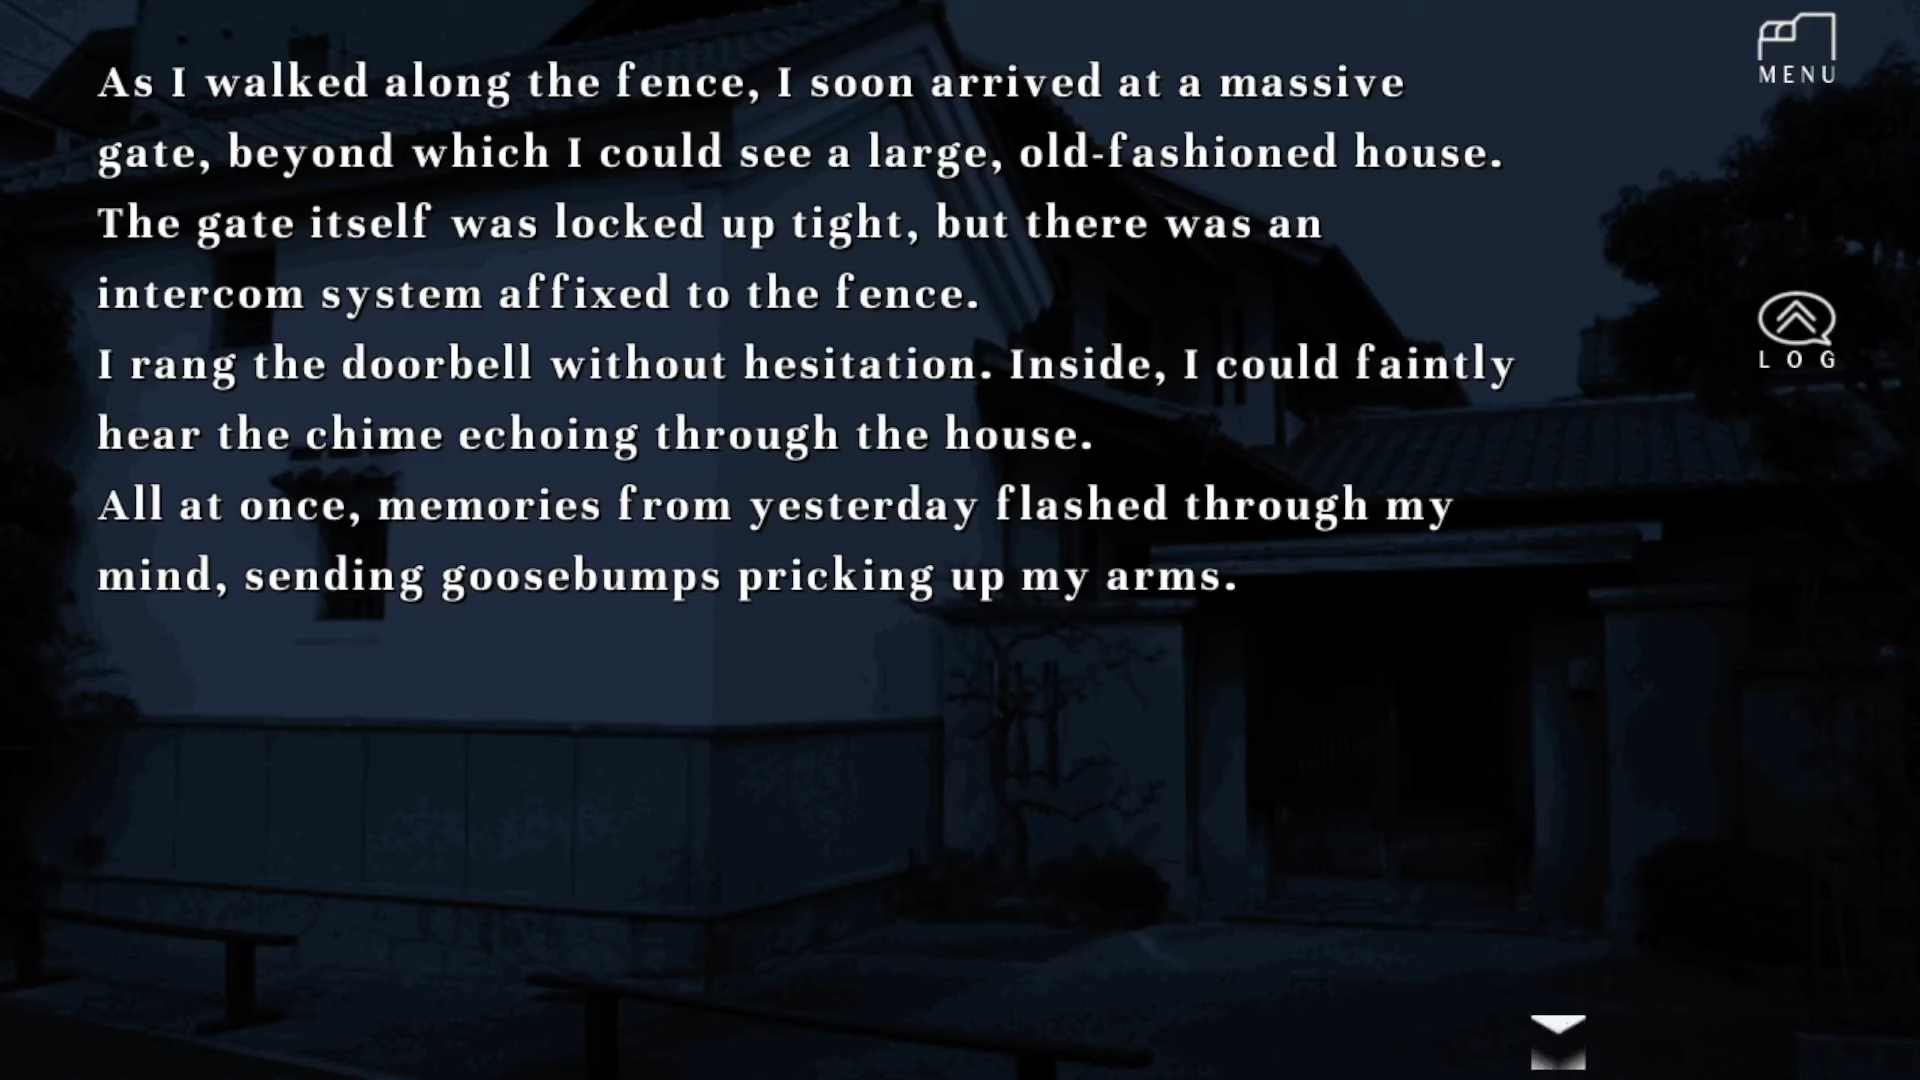 As I walked along the fence, I soon arrived at a massive
gate, beyond which I could see a large, old-fashioned house.
The gate itself was locked up tight, but there was an
intercom system affixed to the fence.
I rang the doorbell without hesitation. Inside, I could faintly
hear the chime echoing through the house.
All at once, memories from yesterday flashed through my
mind, sending goosebumps pricking up my arms.
MENU
LOG